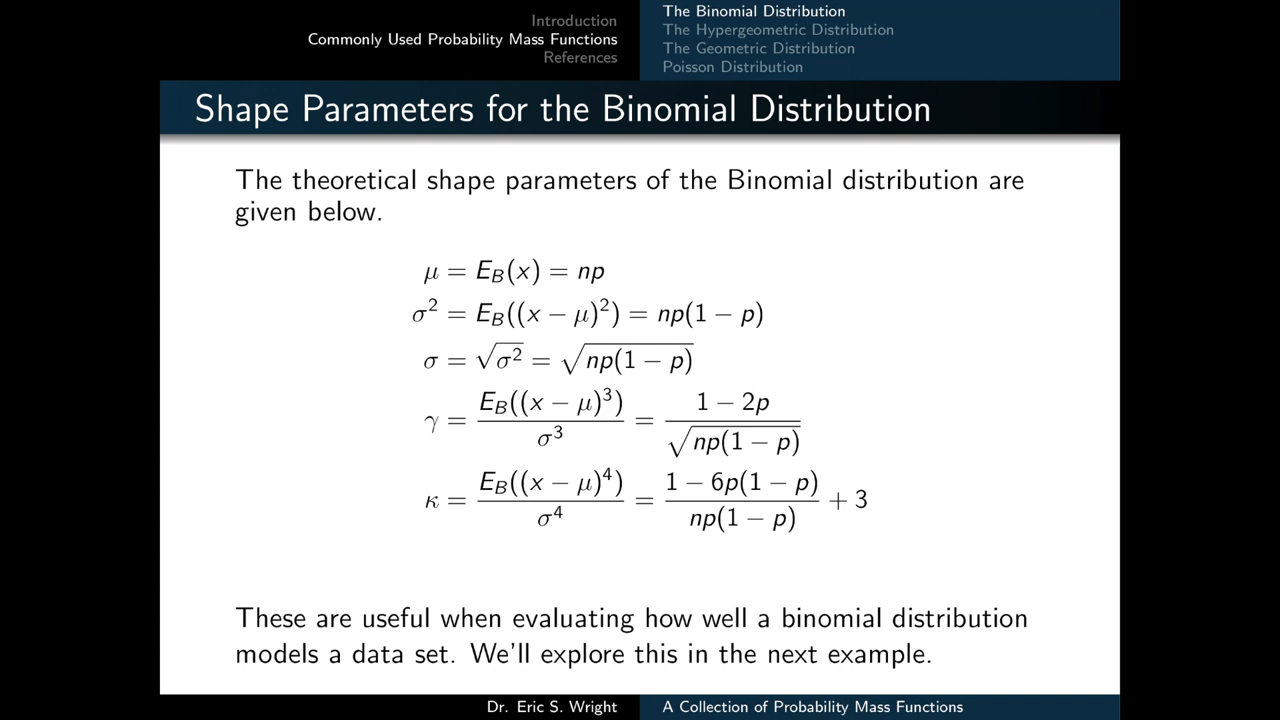 Introduction
Commonly Used Probability Mass Functions
References
The Binomial Distribution
The Hypergeometric Distribution
The Geometric Distribution
Poisson Distribution
Shape Parameters for the Binomial Distribution
The theoretical shape parameters of the Binomial distribution are
given below.
μ = E_B(x) = np
σ² = E_B((x − μ)²) = np(1 − p)
σ = √σ² = √(np(1 − p))
γ = E_B((x − μ)³) / σ³ = (1 − 2p) / √(np(1 − p))
κ = E_B((x − μ)⁴) / σ⁴ = (1 − 6p(1 − p)) / (np(1 − p)) + 3
These are useful when evaluating how well a binomial distribution
models a data set. We'll explore this in the next example.
Dr. Eric S. Wright
A Collection of Probability Mass Functions